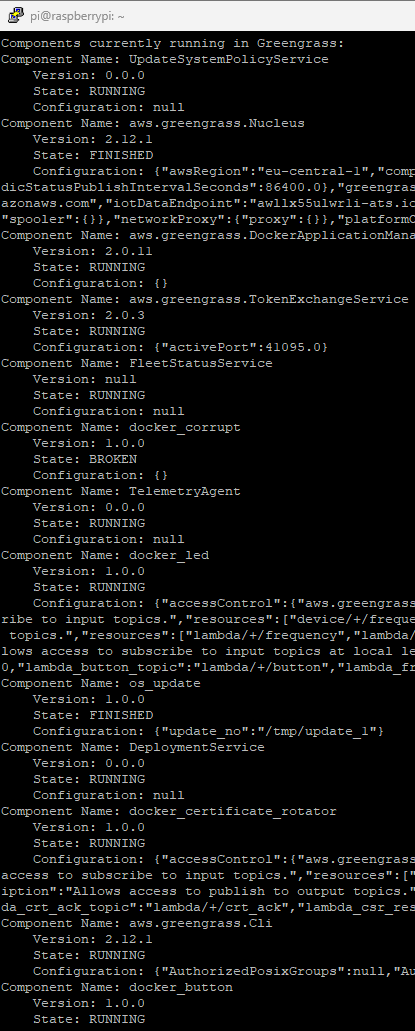 pi@raspberrypi: ~
Components currently running in Greengrass:
Component Name: UpdateSystemPolicyService
    Version: 0.0.0
    State: RUNNING
    Configuration: null
Component Name: aws.greengrass.Nucleus
    Version: 2.12.1
    State: FINISHED
    Configuration: {"awsRegion":"eu-central-1","comp
dicStatusPublishIntervalSeconds":86400.0},"greengras
azonaws.com","iotDataEndpoint":"awllx55ulwrli-ats.io
"spooler":{}},"networkProxy":{"proxy":{}},"platformO
Component Name: aws.greengrass.DockerApplicationMana
    Version: 2.0.11
    State: RUNNING
    Configuration: {}
Component Name: aws.greengrass.TokenExchangeService
    Version: 2.0.3
    State: RUNNING
    Configuration: {"activePort":41095.0}
Component Name: FleetStatusService
    Version: null
    State: RUNNING
    Configuration: null
Component Name: docker_corrupt
    Version: 1.0.0
    State: BROKEN
    Configuration: {}
Component Name: TelemetryAgent
    Version: 0.0.0
    State: RUNNING
    Configuration: null
Component Name: docker_led
    Version: 1.0.0
    State: RUNNING
    Configuration: {"accessControl":{"aws.greengrass
ribe to input topics.","resources":["device/+/freque
 topics.","resources":["lambda/+/frequency","lambda/
lows access to subscribe to input topics at local le
0,"lambda_button_topic":"lambda/+/button","lambda_fr
Component Name: os_update
    Version: 1.0.0
    State: FINISHED
    Configuration: {"update_no":"/tmp/update_1"}
Component Name: DeploymentService
    Version: 0.0.0
    State: RUNNING
    Configuration: null
Component Name: docker_certificate_rotator
    Version: 1.0.0
    State: RUNNING
    Configuration: {"accessControl":{"aws.greengrass
access to subscribe to input topics.","resources":["
iption":"Allows access to publish to output topics."
da_crt_ack_topic":"lambda/+/crt_ack","lambda_csr_res
Component Name: aws.greengrass.Cli
    Version: 2.12.1
    State: RUNNING
    Configuration: {"AuthorizedPosixGroups":null,"Au
Component Name: docker_button
    Version: 1.0.0
    State: RUNNING